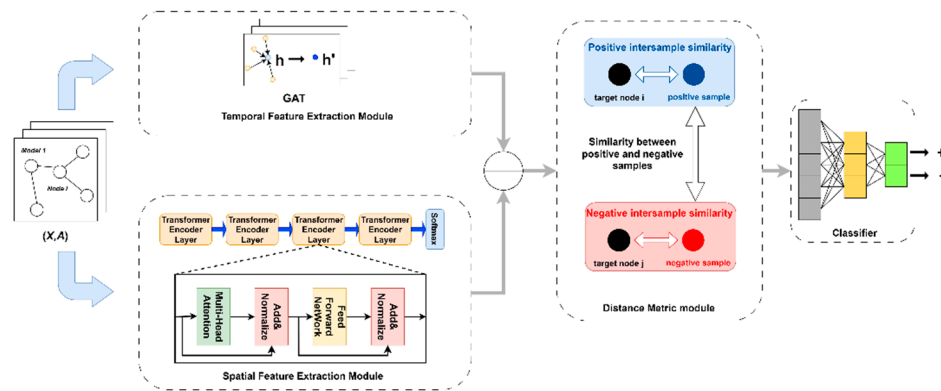 Model 1
Node i
(X,A)
h → h'
GAT
Temporal Feature Extraction Module
Transformer
Encoder
Layer
Transformer
Encoder
Layer
Transformer
Encoder
Layer
Transformer
Encoder
Layer
Softmax
Multi-Head
Attention
Add&
Normalize
Feed
Forward
NetWork
Add&
Normalize
Spatial Feature Extraction Module
Positive intersample similarity
target node i
positive sample
Similarity between
positive and negative
samples
Negative intersample similarity
target node j
negative sample
Distance Metric module
+
-
Classifier